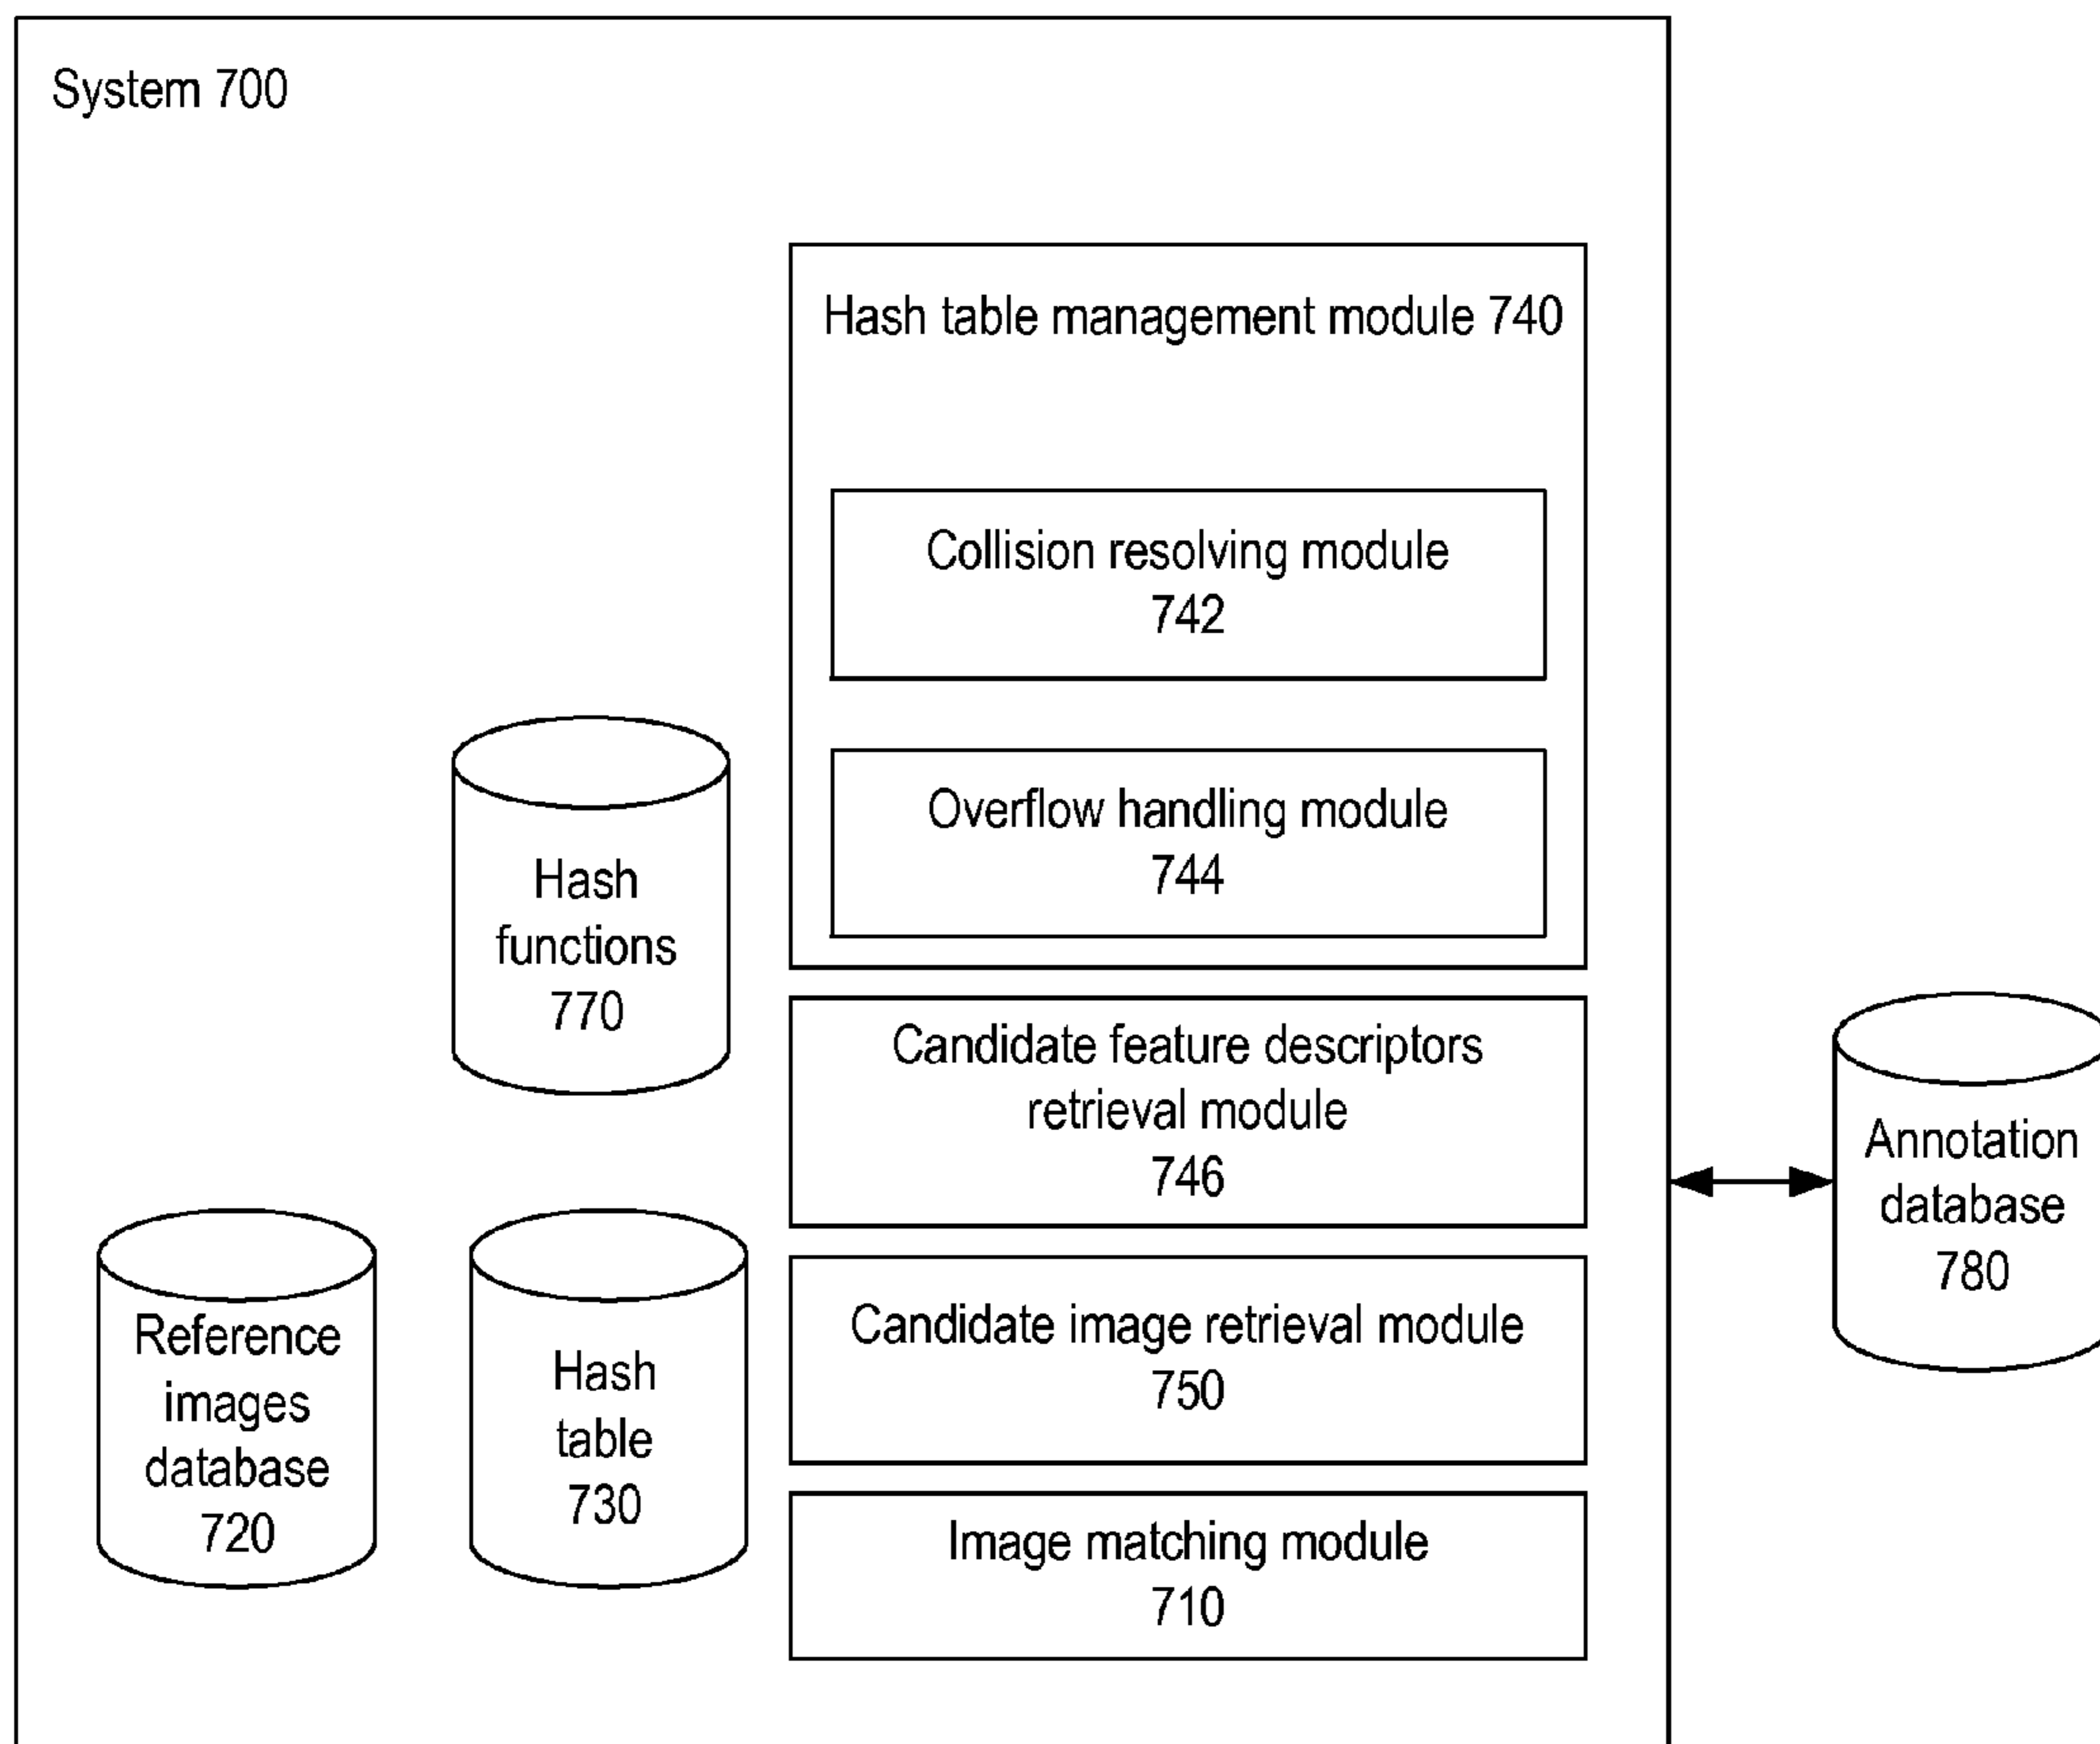 System 700
Hash table management module 740
Collision resolving module
742
Overflow handling module
744
Hash
functions
770
Candidate feature descriptors
retrieval module
746
Annotation
database
780
Reference
images
database
720
Hash
table
730
Candidate image retrieval module
750
Image matching module
710